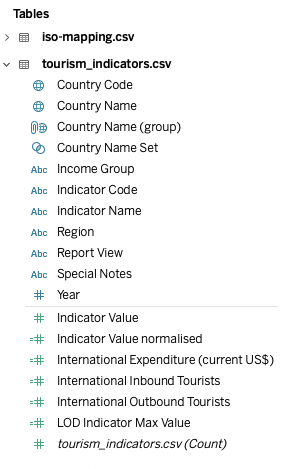 Tables
iso-mapping.csv
tourism_indicators.csv
Country Code
Country Name
Country Name (group)
Country Name Set
Abc Income Group
Abc Indicator Code
Abc Indicator Name
Abc Region
Abc Report View
Abc Special Notes
# Year
# Indicator Value
=# Indicator Value normalised
=# International Expenditure (current US$)
=# International Inbound Tourists
=# International Outbound Tourists
=# LOD Indicator Max Value
# tourism_indicators.csv (Count)